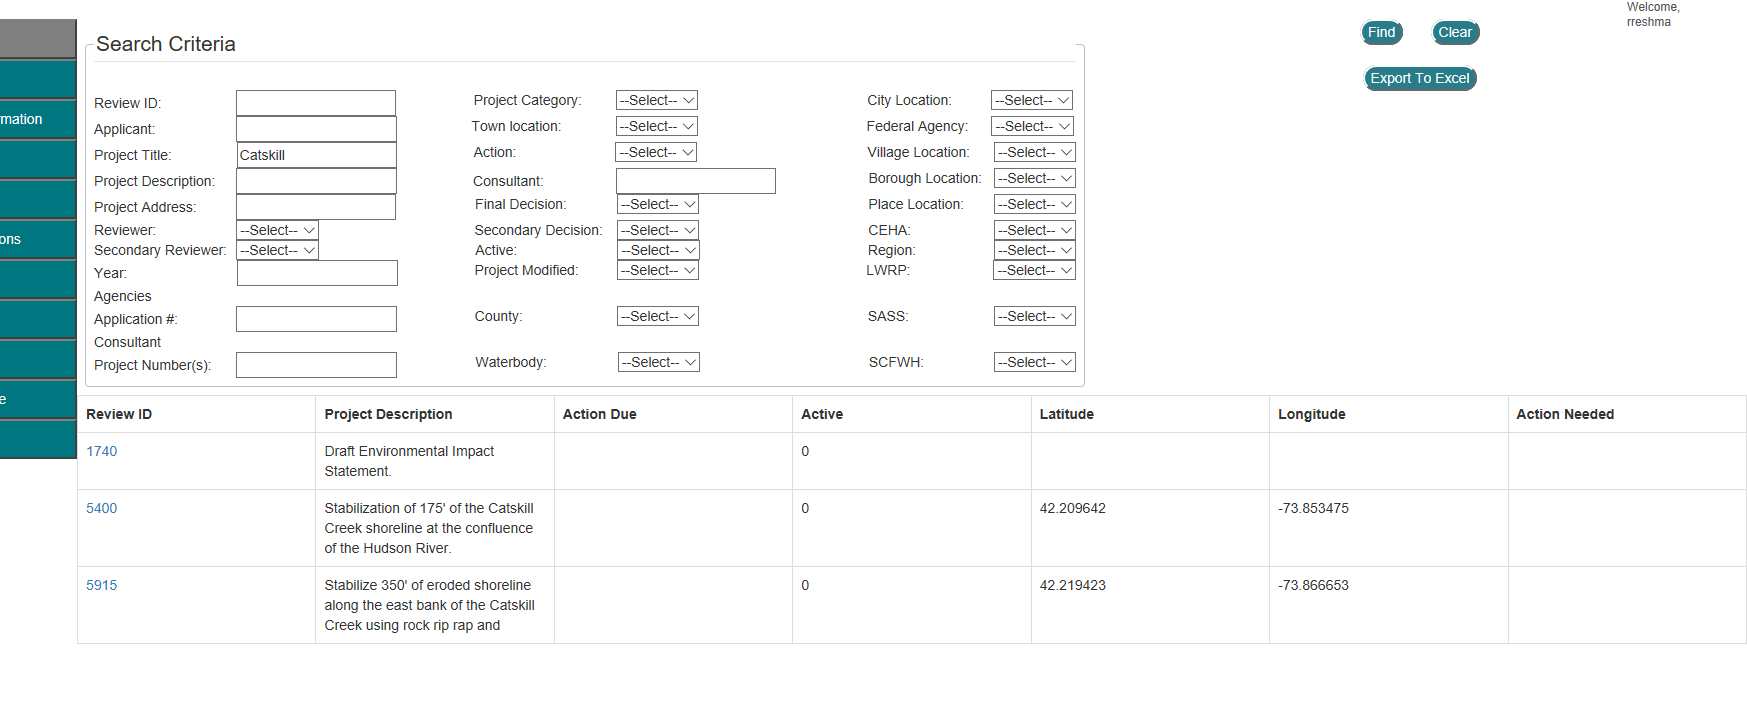 Welcome,
rreshma
Find
Clear
Export To Excel
mation
ons
e
Search Criteria
Review ID:
Project Category: --Select--
City Location: --Select--
Applicant:
Town location: --Select--
Federal Agency: --Select--
Project Title: Catskill
Action: --Select--
Village Location: --Select--
Project Description:
Consultant:
Borough Location: --Select--
Project Address:
Final Decision: --Select--
Place Location: --Select--
Reviewer: --Select--
Secondary Decision: --Select--
CEHA: --Select--
Secondary Reviewer: --Select--
Active: --Select--
Region: --Select--
Year:
Project Modified: --Select--
LWRP: --Select--
Agencies
Application #:
County: --Select--
SASS: --Select--
Consultant
Project Number(s):
Waterbody: --Select--
SCFWH: --Select--
Review ID Project Description Action Due Active Latitude Longitude Action Needed
1740 Draft Environmental Impact 0
Statement.
5400 Stabilization of 175' of the Catskill 0 42.209642 -73.853475
Creek shoreline at the confluence
of the Hudson River.
5915 Stabilize 350' of eroded shoreline 0 42.219423 -73.866653
along the east bank of the Catskill
Creek using rock rip rap and